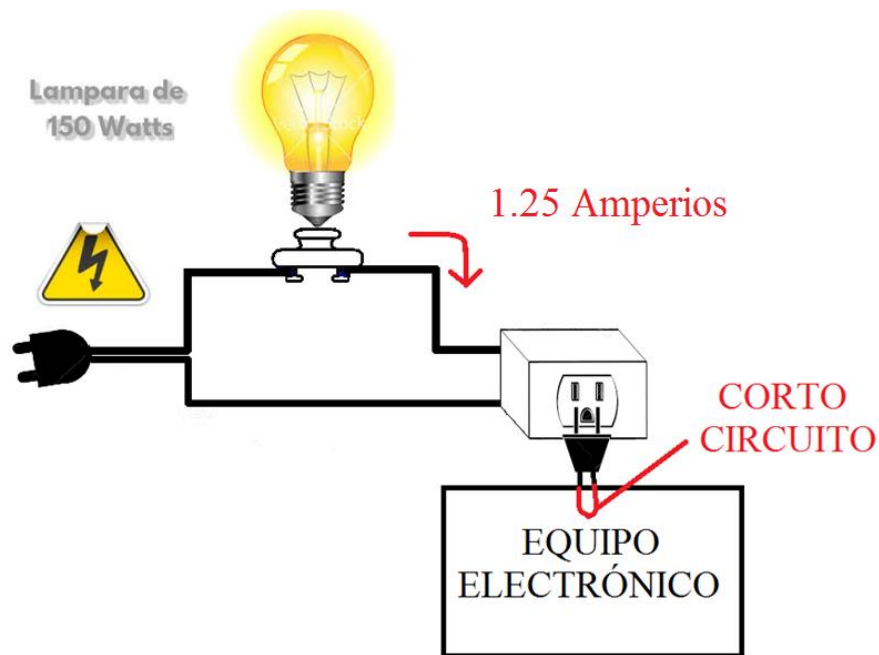 Lampara de
150 Watts
1.25 Amperios
CORTO
CIRCUITO
EQUIPO
ELECTRÓNICO